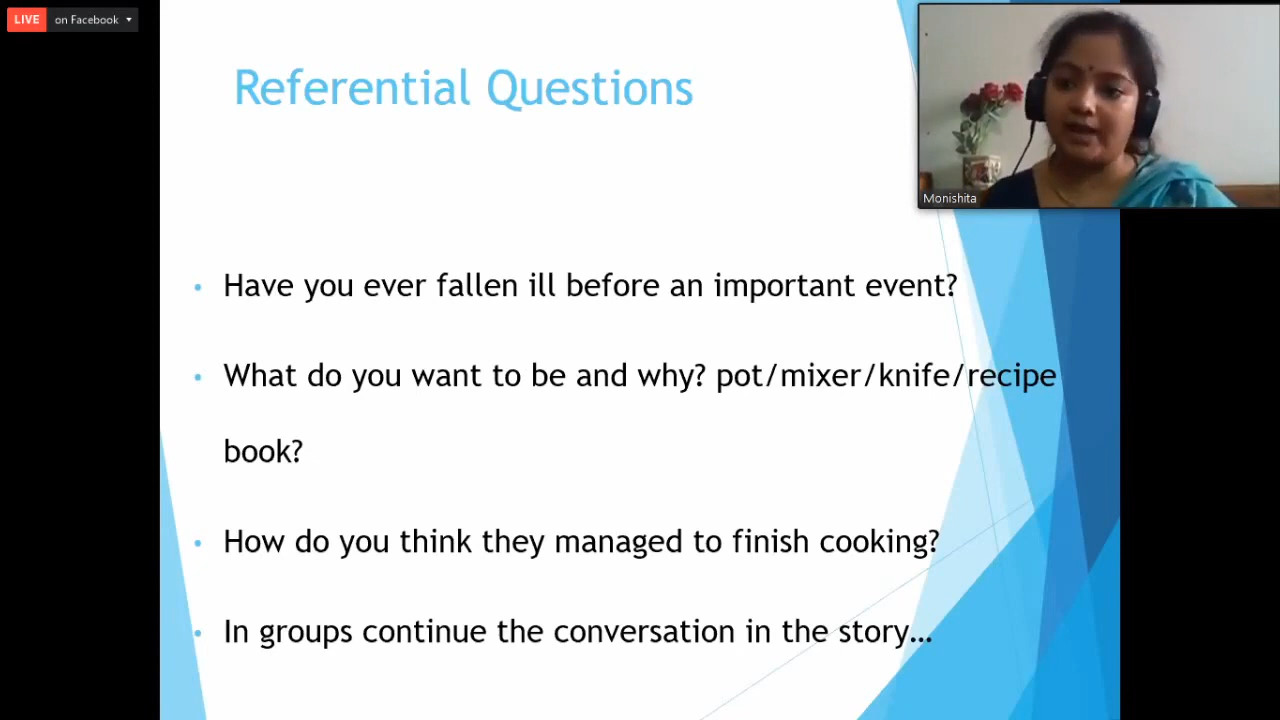 LIVE on Facebook
Referential Questions
Monishita
• Have you ever fallen ill before an important event?
• What do you want to be and why? pot/mixer/knife/recipe
book?
• How do you think they managed to finish cooking?
• In groups continue the conversation in the story…